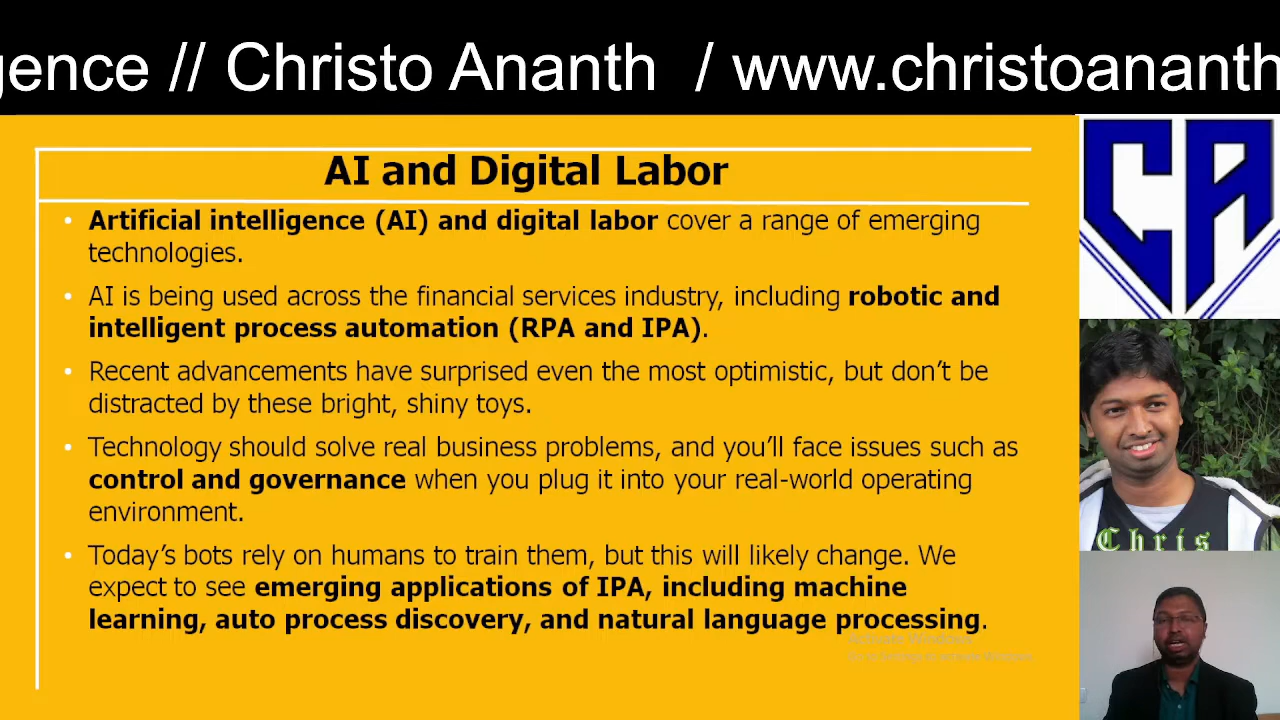 gence // Christo Ananth / www.christoananth
AI and Digital Labor
• Artificial intelligence (AI) and digital labor cover a range of emerging
technologies.
• AI is being used across the financial services industry, including robotic and
intelligent process automation (RPA and IPA).
• Recent advancements have surprised even the most optimistic, but don’t be
distracted by these bright, shiny toys.
• Technology should solve real business problems, and you’ll face issues such as
control and governance when you plug it into your real-world operating
environment.
• Today’s bots rely on humans to train them, but this will likely change. We
expect to see emerging applications of IPA, including machine
learning, auto process discovery, and natural language processing.
Activate Windows
CA
Chris